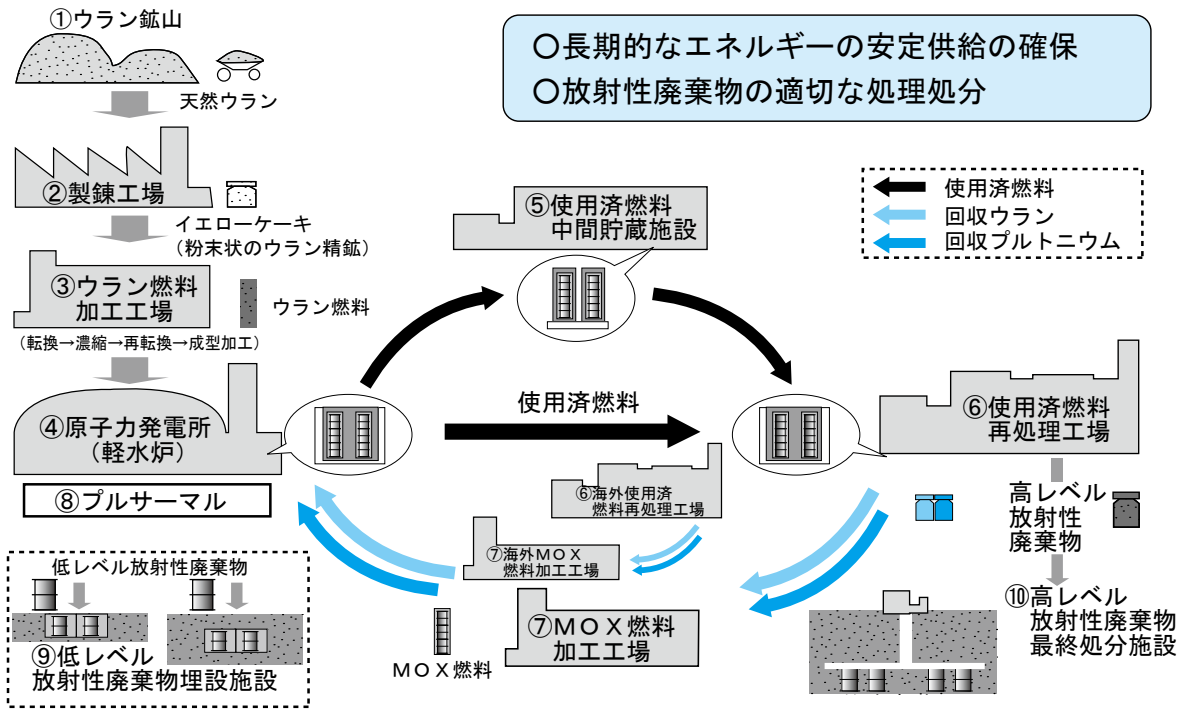 ①ウラン鉱山
天然ウラン
②製錬工場
イエローケーキ
(粉末状のウラン精鉱)
③ウラン燃料
加工工場
ウラン燃料
(転換→濃縮→再転換→成型加工)
④原子力発電所
(軽水炉)
⑧プルサーマル
○長期的なエネルギーの安定供給の確保
○放射性廃棄物の適切な処理処分
使用済燃料
回収ウラン
回収プルトニウム
⑤使用済燃料
中間貯蔵施設
使用済燃料
⑥使用済燃料
再処理工場
⑥海外使用済
燃料再処理工場
⑦海外MOX
燃料加工工場
⑦MOX燃料
加工工場
MOX燃料
高レベル
放射性
廃棄物
⑩高レベル
放射性廃棄物
最終処分施設
低レベル放射性廃棄物
⑨低レベル
放射性廃棄物埋設施設